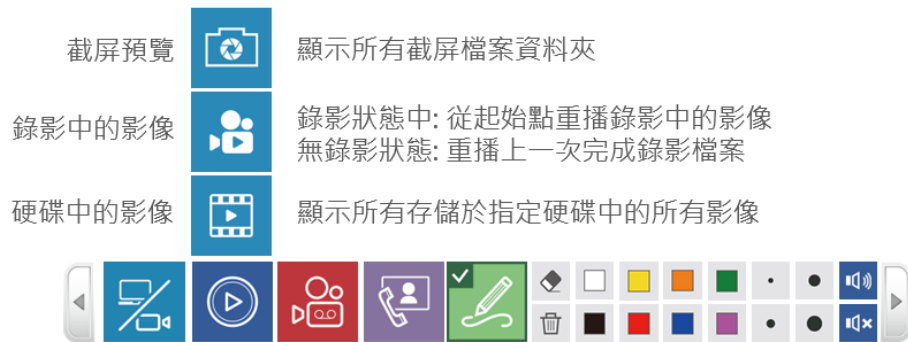 截屏預覽
顯示所有截屏檔案資料夾
錄影中的影像
錄影狀態中: 從起始點重播錄影中的影像
無錄影狀態: 重播上一次完成錄影檔案
硬碟中的影像
顯示所有存儲於指定硬碟中的所有影像